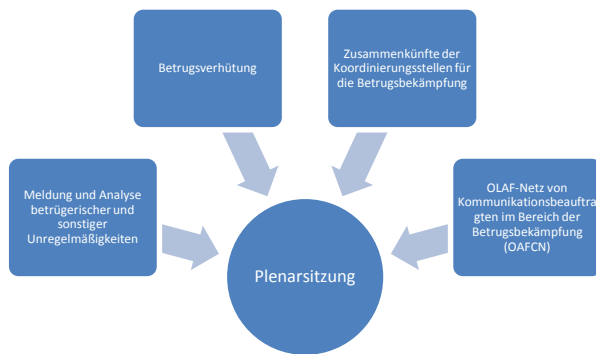 Betrugsverhütung
Zusammenkünfte der
Koordinierungsstellen für
die Betrugsbekämpfung
Meldung und Analyse
betrügerischer und
sonstiger
Unregelmäßigkeiten
OLAF-Netz von
Kommunikationsbeauftra
gten im Bereich der
Betrugsbekämpfung
(OAFCN)
Plenarsitzung